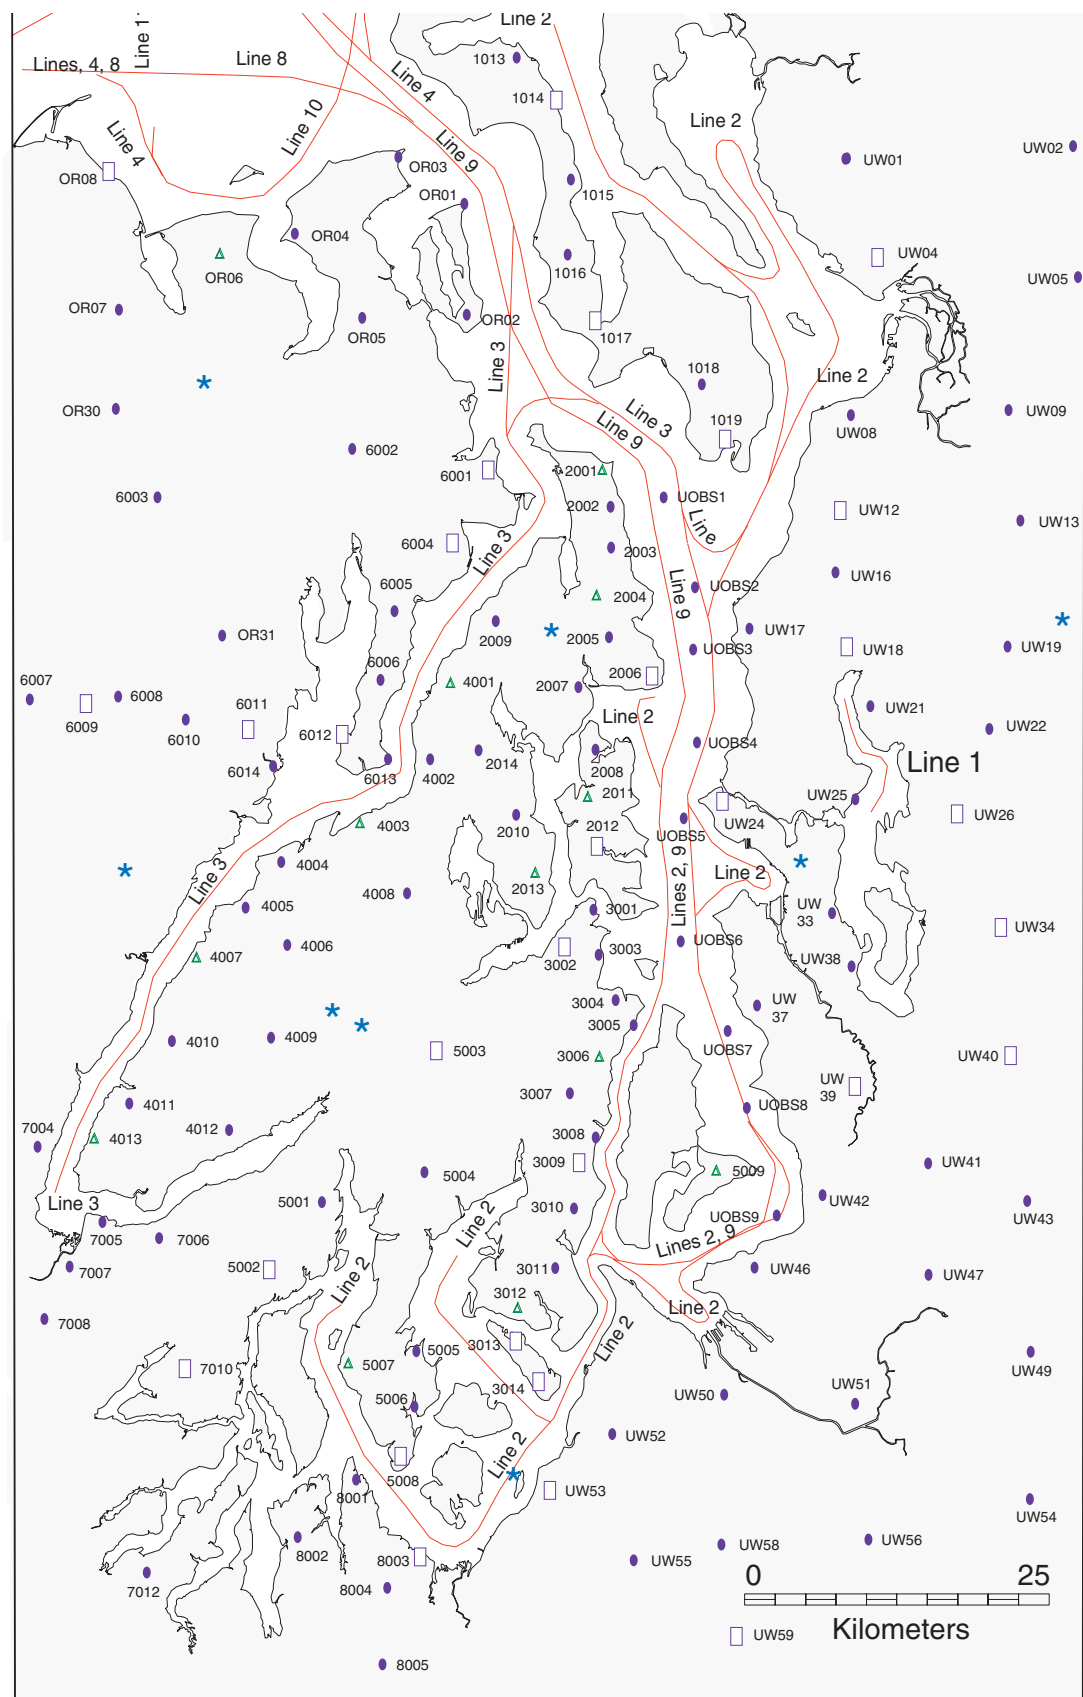 Line 2
Line 1
Lines, 4, 8
Line 8
1013
Line 4
1014
Line 10
Line 2
Line 4
Line 9
UW02
OR03
UW01
OR08
OR01
1015
OR04
1016
UW04
OR06
UW05
OR07
OR02
OR05
1017
Line 3
1018
Line 2
OR30
Line 3
UW09
UW08
Line 9
1019
6002
6001
2001
6003
UOBS1
2002
UW12
UW13
Line
6004
Line 3
2003
UW16
6005
UOBS2
2004
Line 9
OR31
2009
2005
UW17
UOBS3
UW18
UW19
6006
2006
6007
6008
4001
2007
UW21
6009
6010
6011
6012
Line 2
UW22
UOBS4
6014
6013
4002
2014
2008
Line 1
2011
UW25
2010
UW24
UW26
4003
2012
UOBS5
4004
Line 3
Line 2
2013
4008
Lines 2, 9
4005
3001
UW
33
UW34
4006
UOBS6
4007
3002
3003
UW38
3004
UW
37
4010
4009
3005
5003
UOBS7
3006
UW40
UW
39
3007
4011
UOBS8
7004
4012
3008
4013
3009
5009
UW41
5004
Line 3
5001
3010
UW42
UOBS9
UW43
7005
7006
Line 2
Lines 2, 9
7007
5002
3011
UW46
UW47
Line 2
3012
Line 2
7008
3013
Line 2
5005
UW49
7010
5007
3014
UW50
UW51
5006
UW52
Line 2
5008
8001
UW53
UW54
8002
UW58
UW56
8003
UW55
7012
8004
0
25
Kilometers
UW59
8005